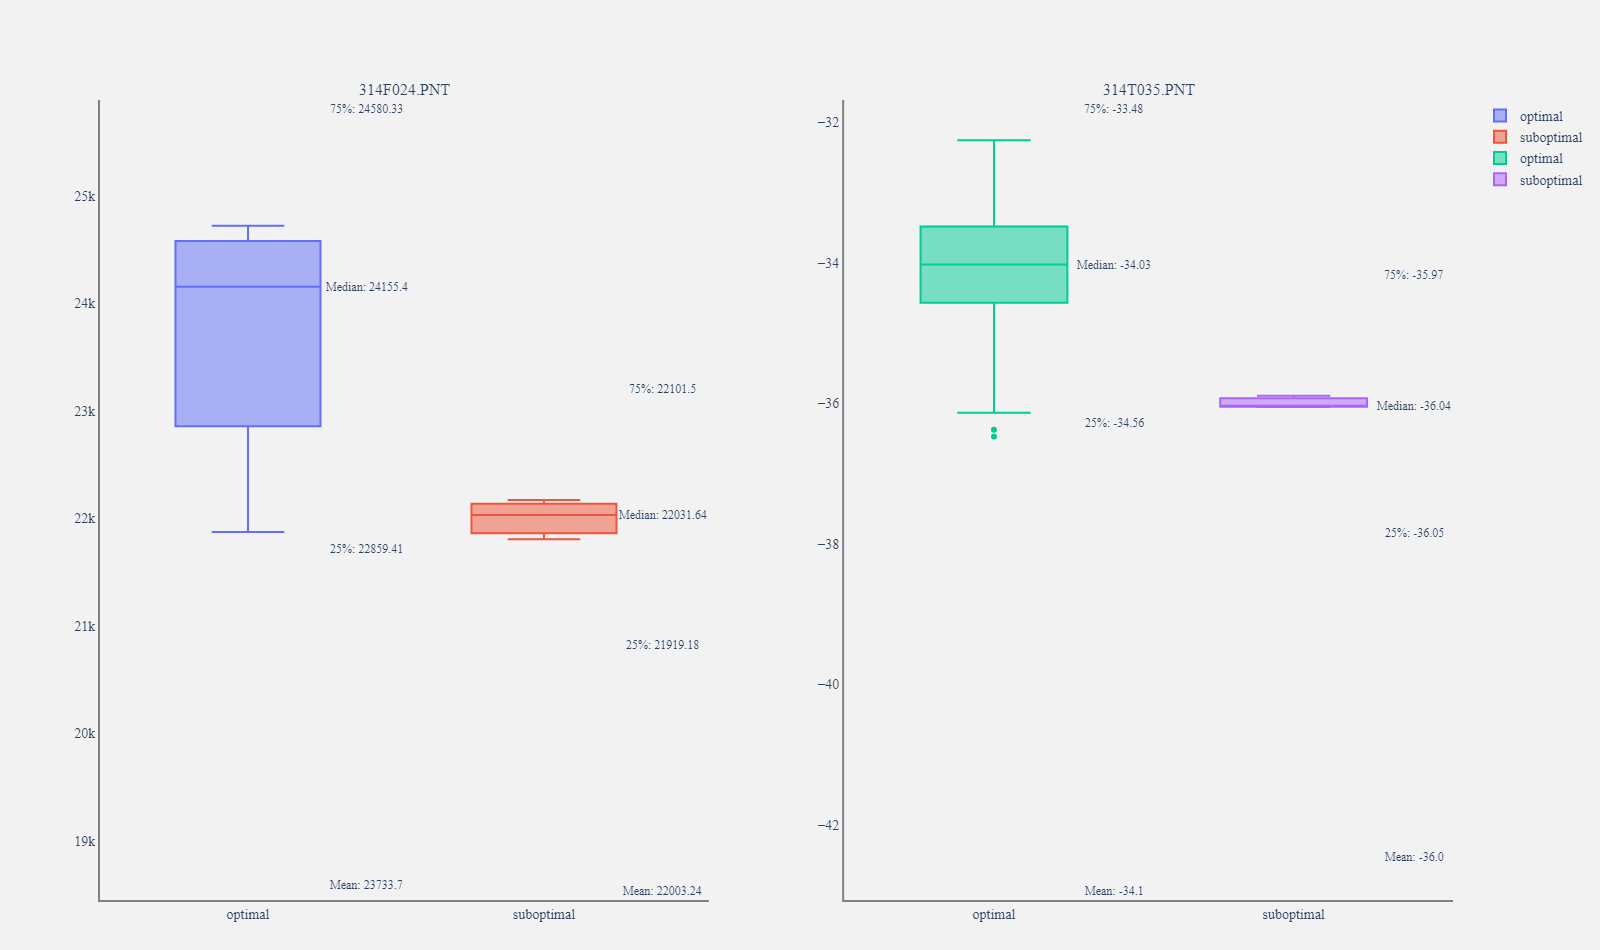 314F024.PNT
75%: 24580.33
25k
24k
23k
22k
21k
20k
19k
Median: 24155.4
75%: 22101.5
Median: 22031.64
25%: 22859.41
25%: 21919.18
Mean: 23733.7
Mean: 22003.24
optimal
suboptimal
314T035.PNT
75%: -33.48
−32
−34
−36
−38
−40
−42
Median: -34.03
75%: -35.97
Median: -36.04
25%: -34.56
25%: -36.05
Mean: -36.0
Mean: -34.1
optimal
suboptimal
optimal
suboptimal
optimal
suboptimal